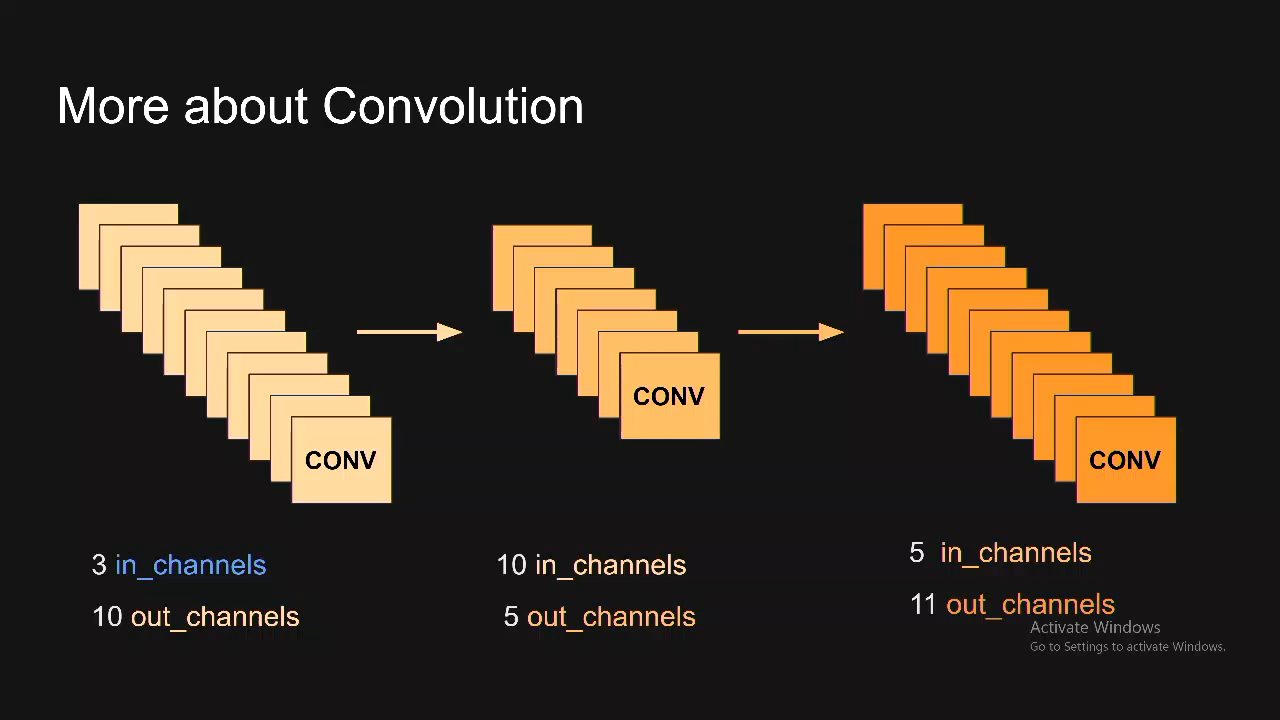 More about Convolution
CONV
CONV
CONV
3 in_channels
10 out_channels
10 in_channels
5 out_channels
5 in_channels
11 out_channels
Activate Windows
Go to Settings to activate Windows.